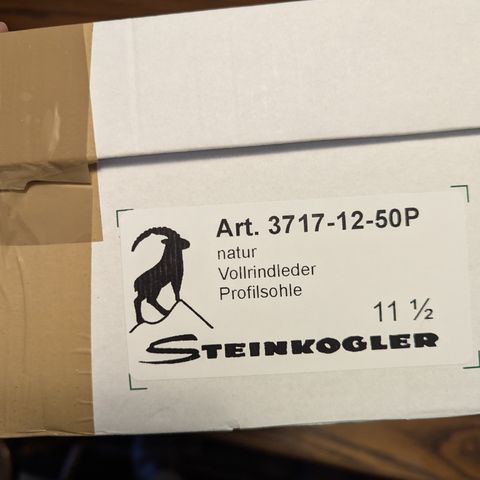 Art. 3717-12-50P
natur
Vollrindleder
Profilsohle
11 ½
STEINKOGLER